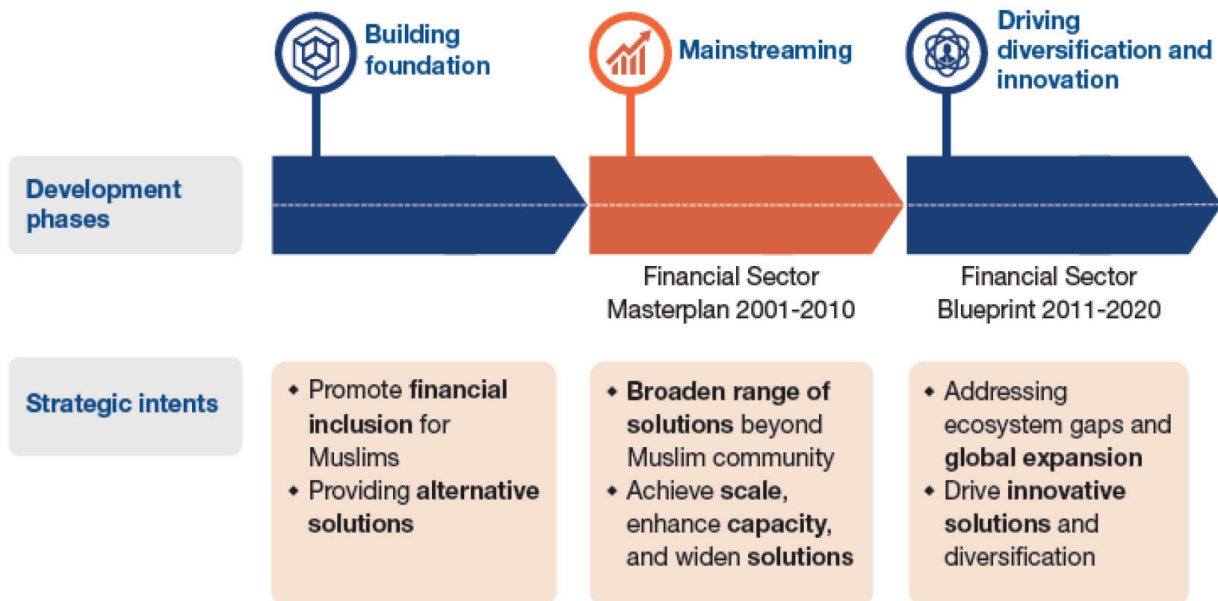 Building
foundation
Mainstreaming
Driving
diversification and
innovation
Development
phases
Financial Sector
Masterplan 2001-2010
Financial Sector
Blueprint 2011-2020
Strategic intents
◆ Promote financial
inclusion for
Muslims
◆ Providing alternative
solutions
◆ Broaden range of
solutions beyond
Muslim community
◆ Achieve scale,
enhance capacity,
and widen solutions
◆ Addressing
ecosystem gaps and
global expansion
◆ Drive innovative
solutions and
diversification